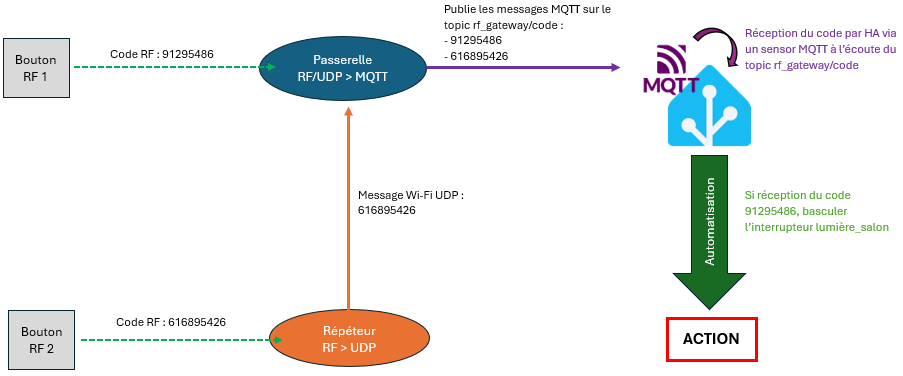 Publie les messages MQTT sur le
topic rf_gateway/code :
- 91295486
- 616895426
Bouton
RF 1
Code RF : 91295486
Passerelle
RF/UDP > MQTT
MQTT
Réception du code par HA via
un sensor MQTT à l'écoute du
topic rf_gateway/code
Message Wi-Fi UDP :
616895426
Automatisation
Si réception du code
91295486, basculer
l'interrupteur lumière_salon
Bouton
RF 2
Code RF : 616895426
Répéteur
RF > UDP
ACTION